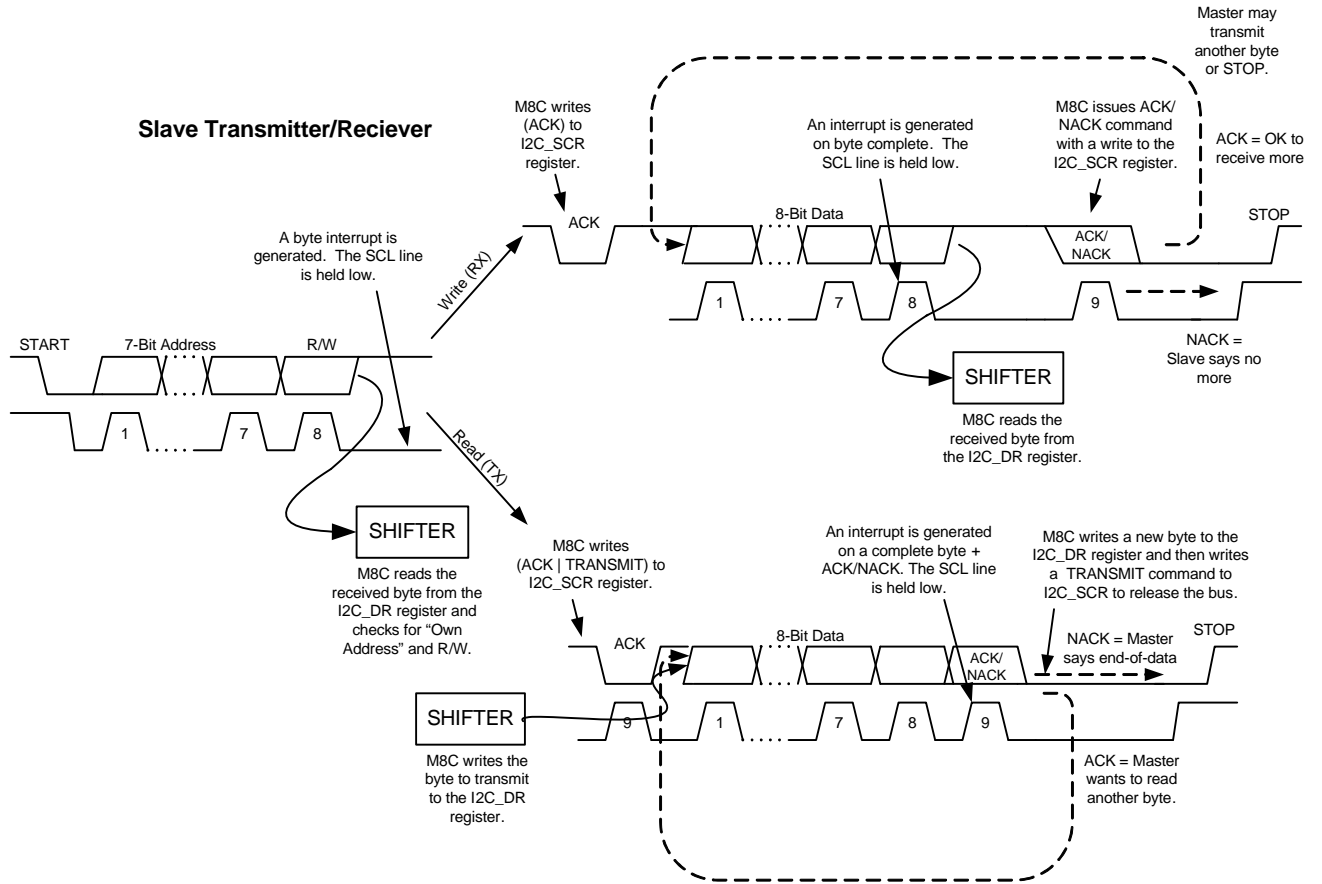 Master may
transmit
another byte
or STOP.
Slave Transmitter/Reciever
M8C writes
(ACK) to
I2C_SCR
register.
An interrupt is generated
on byte complete. The
SCL line is held low.
M8C issues ACK/
NACK command
with a write to the
I2C_SCR register.
ACK = OK to
receive more
ACK
8-Bit Data
STOP
ACK/
NACK
A byte interrupt is
generated. The SCL line
is held low.
Write (RX)
1
7
8
9
NACK =
Slave says no
more
START
7-Bit Address
R/W
1
7
8
SHIFTER
M8C reads the
received byte from
the I2C_DR register.
Read (TX)
SHIFTER
M8C reads the
received byte from the
I2C_DR register and
checks for “Own
Address” and R/W.
M8C writes
(ACK | TRANSMIT) to
I2C_SCR register.
An interrupt is generated
on a complete byte +
ACK/NACK. The SCL line
is held low.
M8C writes a new byte to the
I2C_DR register and then writes
a TRANSMIT command to
I2C_SCR to release the bus.
ACK
8-Bit Data
ACK/
NACK
NACK = Master
says end-of-data
STOP
SHIFTER
9
1
7
8
9
M8C writes the
byte to transmit
to the I2C_DR
register.
ACK = Master
wants to read
another byte.